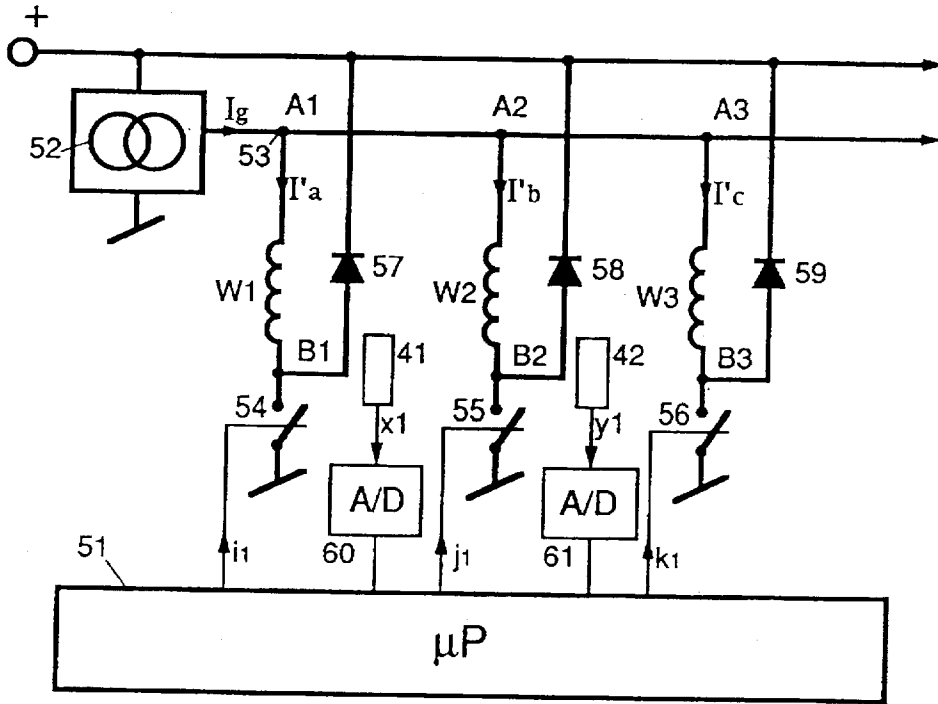 +
Ig A1 A2 A3
52
53
I'a I'b I'c
57 58 59
W1 W2 W3
B1 41 B2 42 B3
54 55 56
x1 y1
A/D A/D
51 i1 60 j1 61 k1
µP